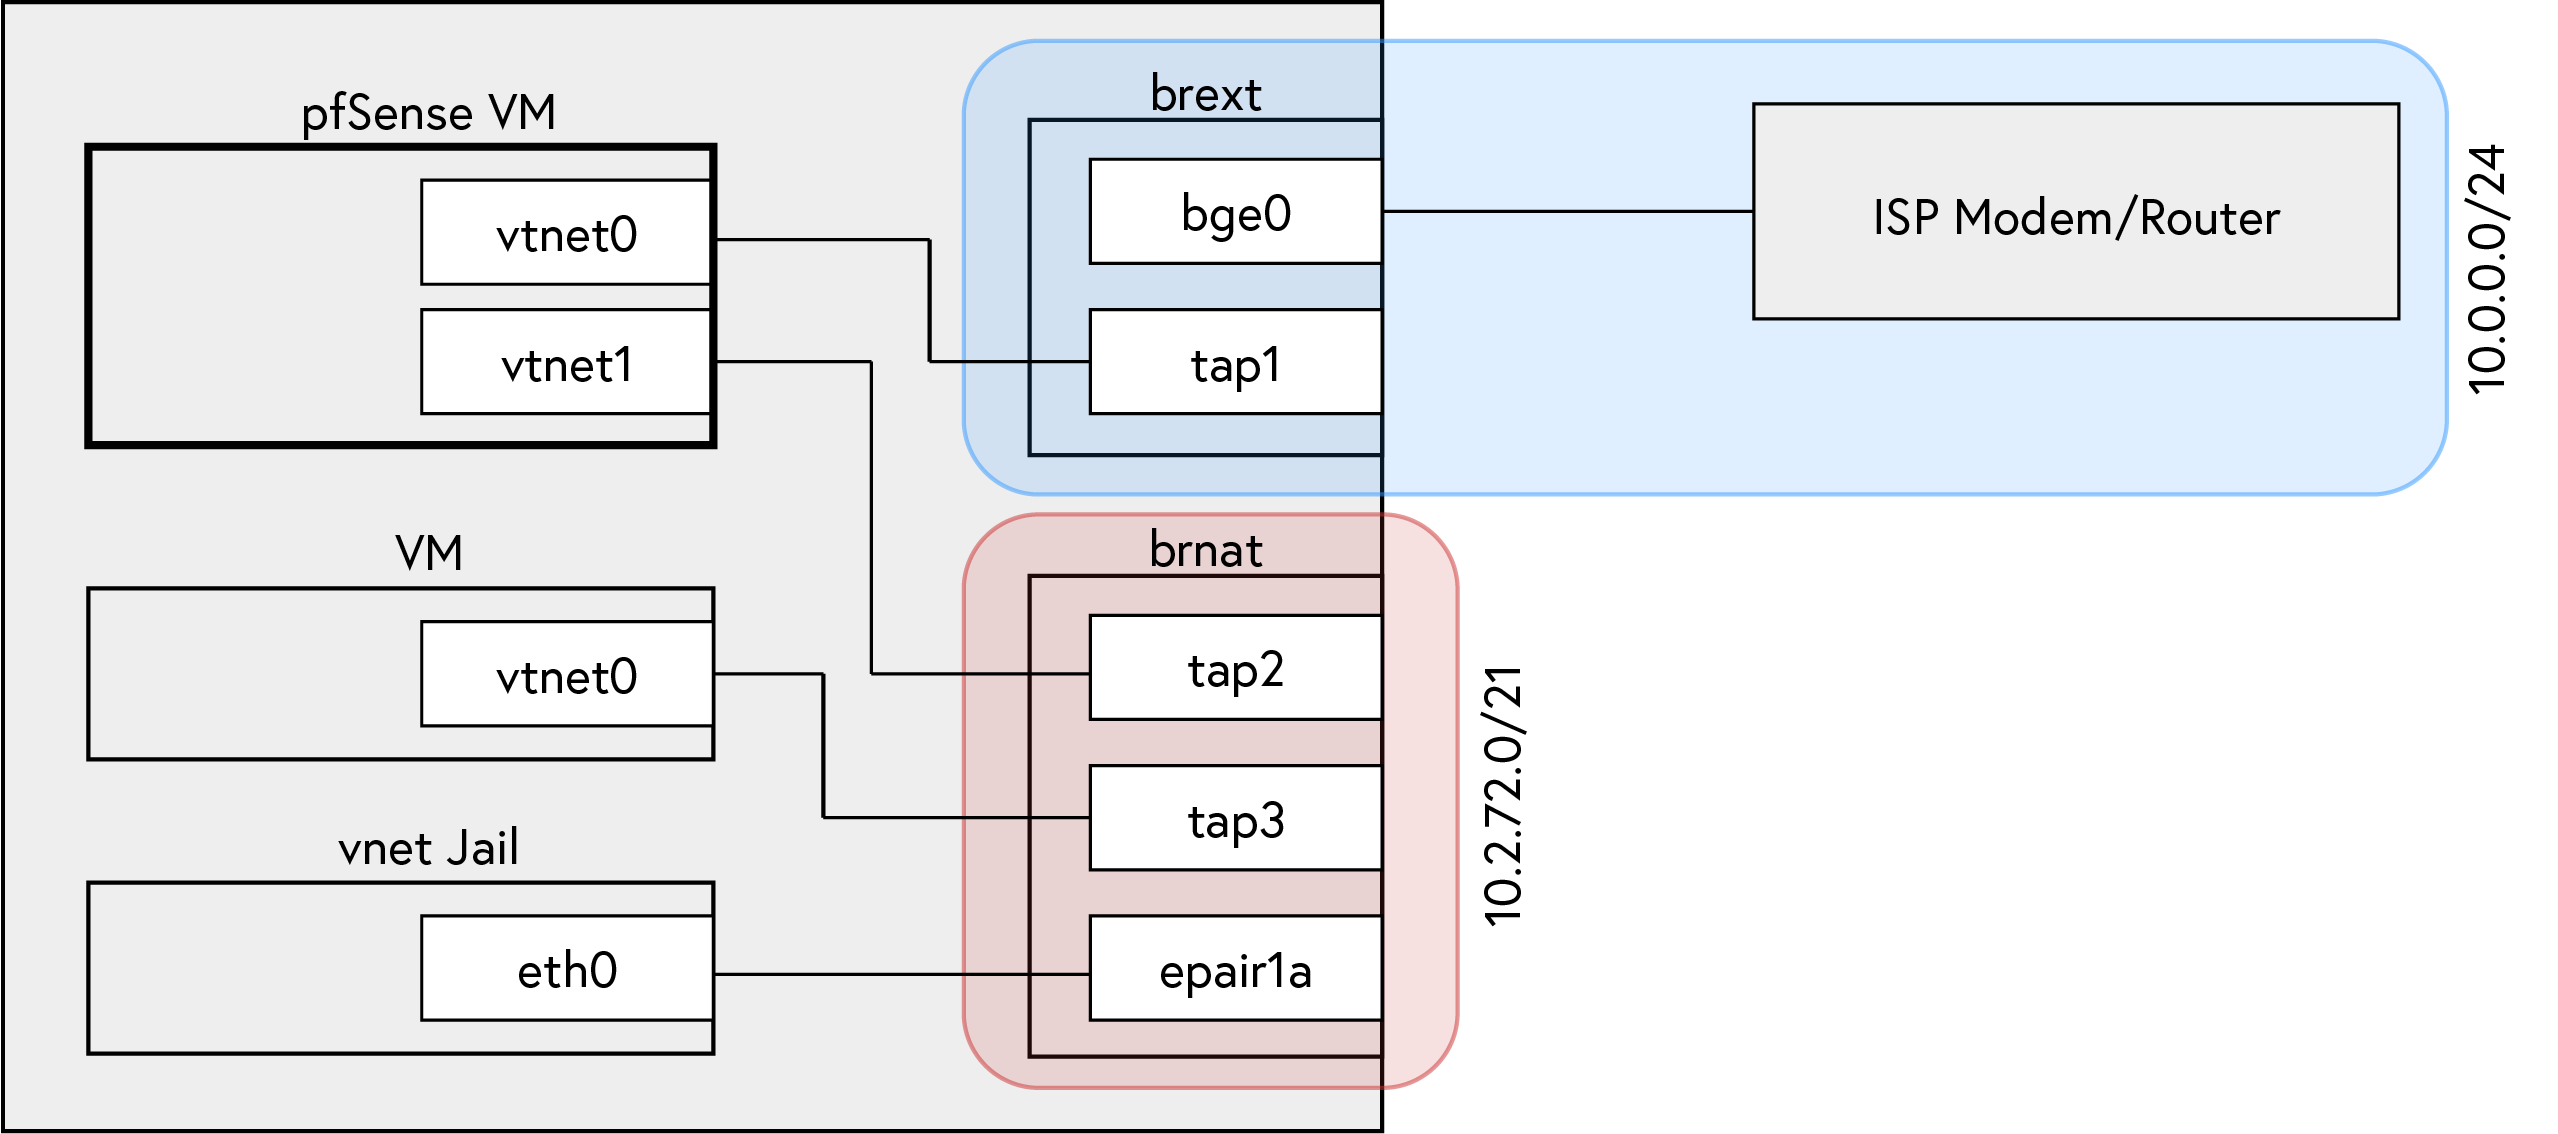 pfSense VM
vtnet0
vtnet1
brext
bge0
tap1
ISP Modem/Router
10.0.0.0/24
VM
vtnet0
vnet Jail
eth0
brnat
tap2
tap3
epair1a
10.2.72.0/21